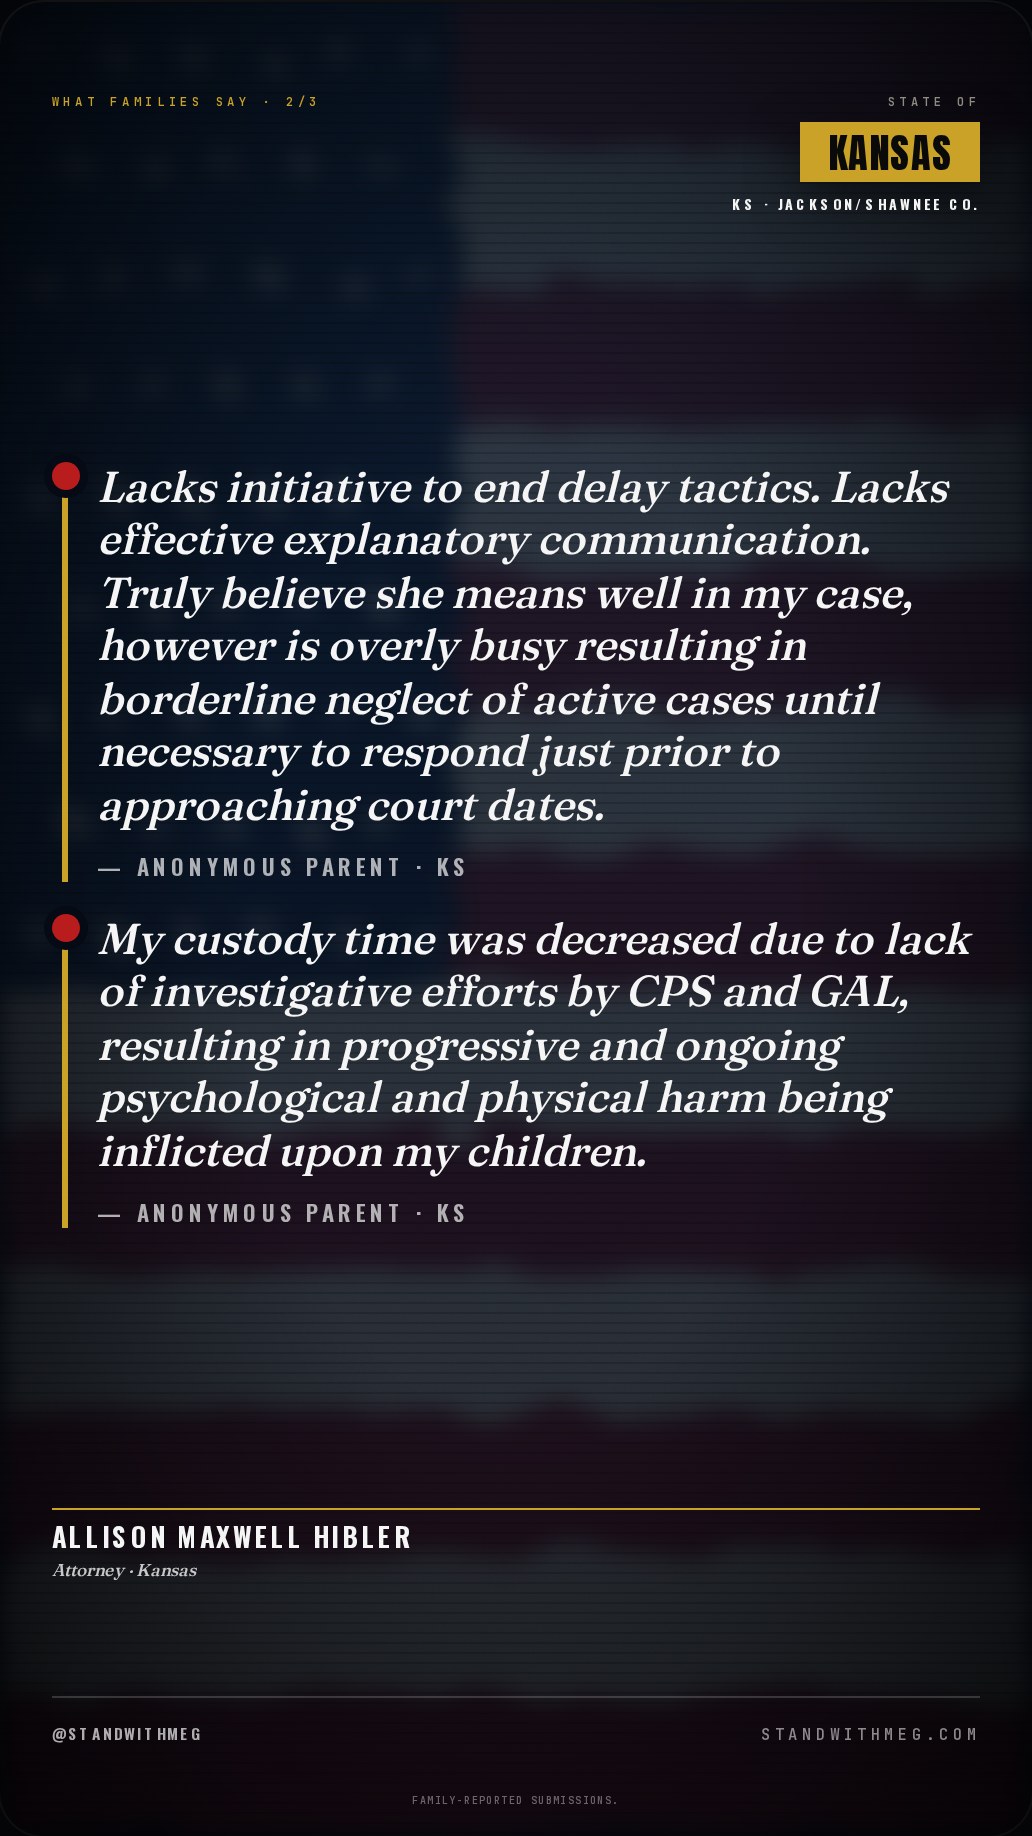 WHAT FAMILIES SAY · 2/3
STATE OF
KANSAS
KS · JACKSON/SHAWNEE CO.
Lacks initiative to end delay tactics. Lacks
effective explanatory communication.
Truly believe she means well in my case,
however is overly busy resulting in
borderline neglect of active cases until
necessary to respond just prior to
approaching court dates.
— ANONYMOUS PARENT · KS
My custody time was decreased due to lack
of investigative efforts by CPS and GAL,
resulting in progressive and ongoing
psychological and physical harm being
inflicted upon my children.
— ANONYMOUS PARENT · KS
ALLISON MAXWELL HIBLER
Attorney · Kansas
@STANDWITHMEG
STANDWITHMEG.COM
FAMILY-REPORTED SUBMISSIONS.